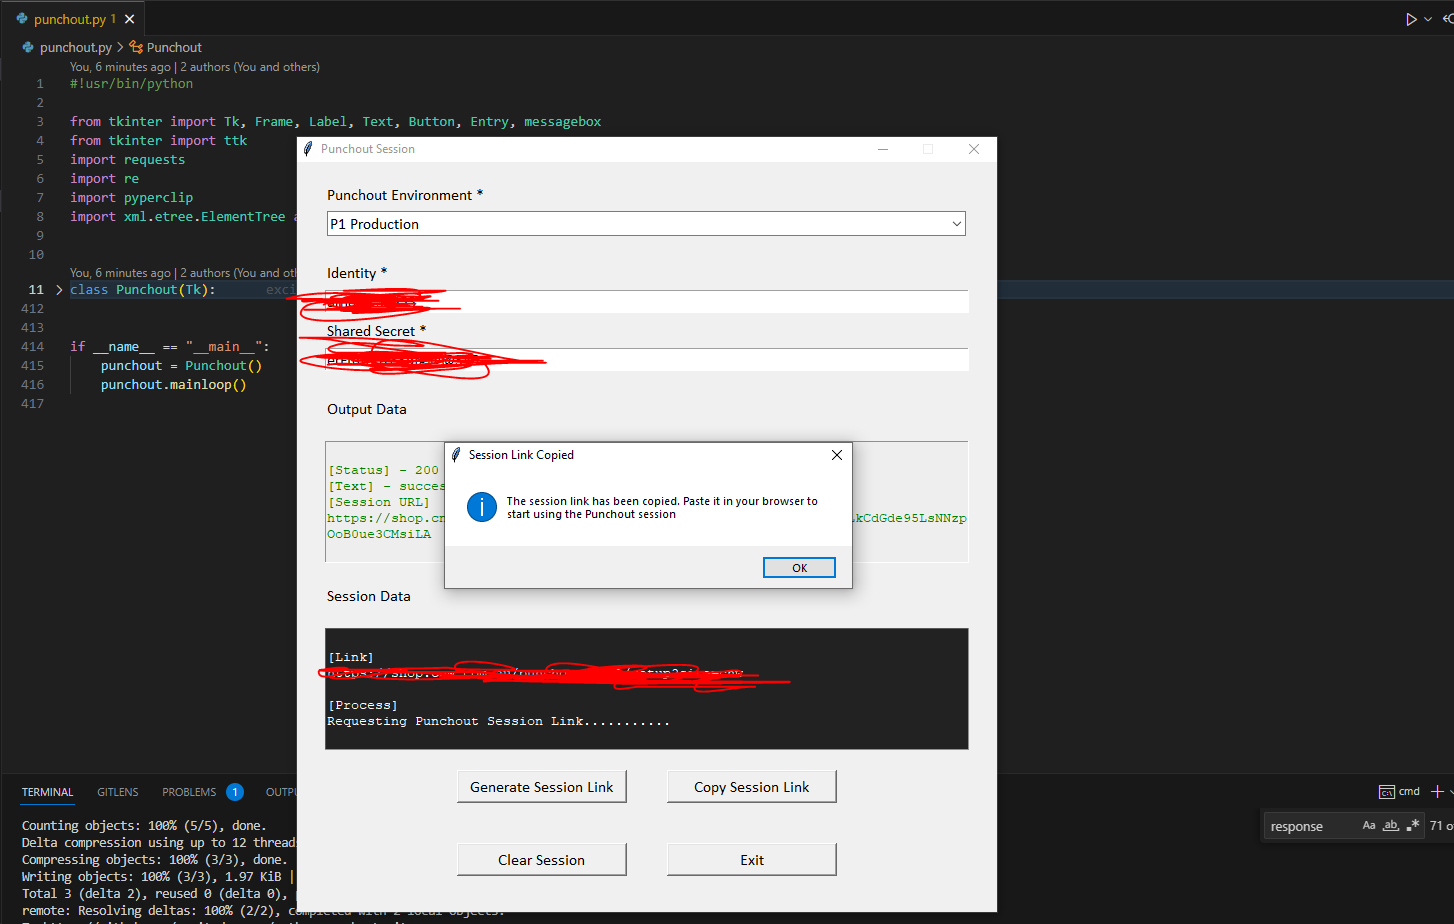 punchout.py 1
punchout.py > Punchout
You, 6 minutes ago | 2 authors (You and others)
1 #!usr/bin/python
2
3 from tkinter import Tk, Frame, Label, Text, Button, Entry, messagebox
4 from tkinter import ttk
5 import requests
6 import re
7 import pyperclip
8 import xml.etree.ElementTree a
9
10
You, 6 minutes ago | 2 authors (You and oth
11 class Punchout(Tk): exci
412
413
414 if __name__ == "__main__":
415 punchout = Punchout()
416 punchout.mainloop()
417
Punchout Session
Punchout Environment *
P1 Production
Identity *
Shared Secret *
Output Data
[Status] - 200
[Text] - succes
[Session URL]
https://shop.cn
kCdGde95LsNNzp
OoB0ue3CMsiLA
Session Link Copied
The session link has been copied. Paste it in your browser to
start using the Punchout session
OK
Session Data
[Link]
[Process]
Requesting Punchout Session Link...........
Generate Session Link
Copy Session Link
Clear Session
Exit
TERMINAL GITLENS PROBLEMS 1 OUTPU
cmd
response Aa ab .* 71 o
Counting objects: 100% (5/5), done.
Delta compression using up to 12 thread
Compressing objects: 100% (3/3), done.
Writing objects: 100% (3/3), 1.97 KiB |
Total 3 (delta 2), reused 0 (delta 0),
remote: Resolving deltas: 100% (2/2), completed with 2 local objects.